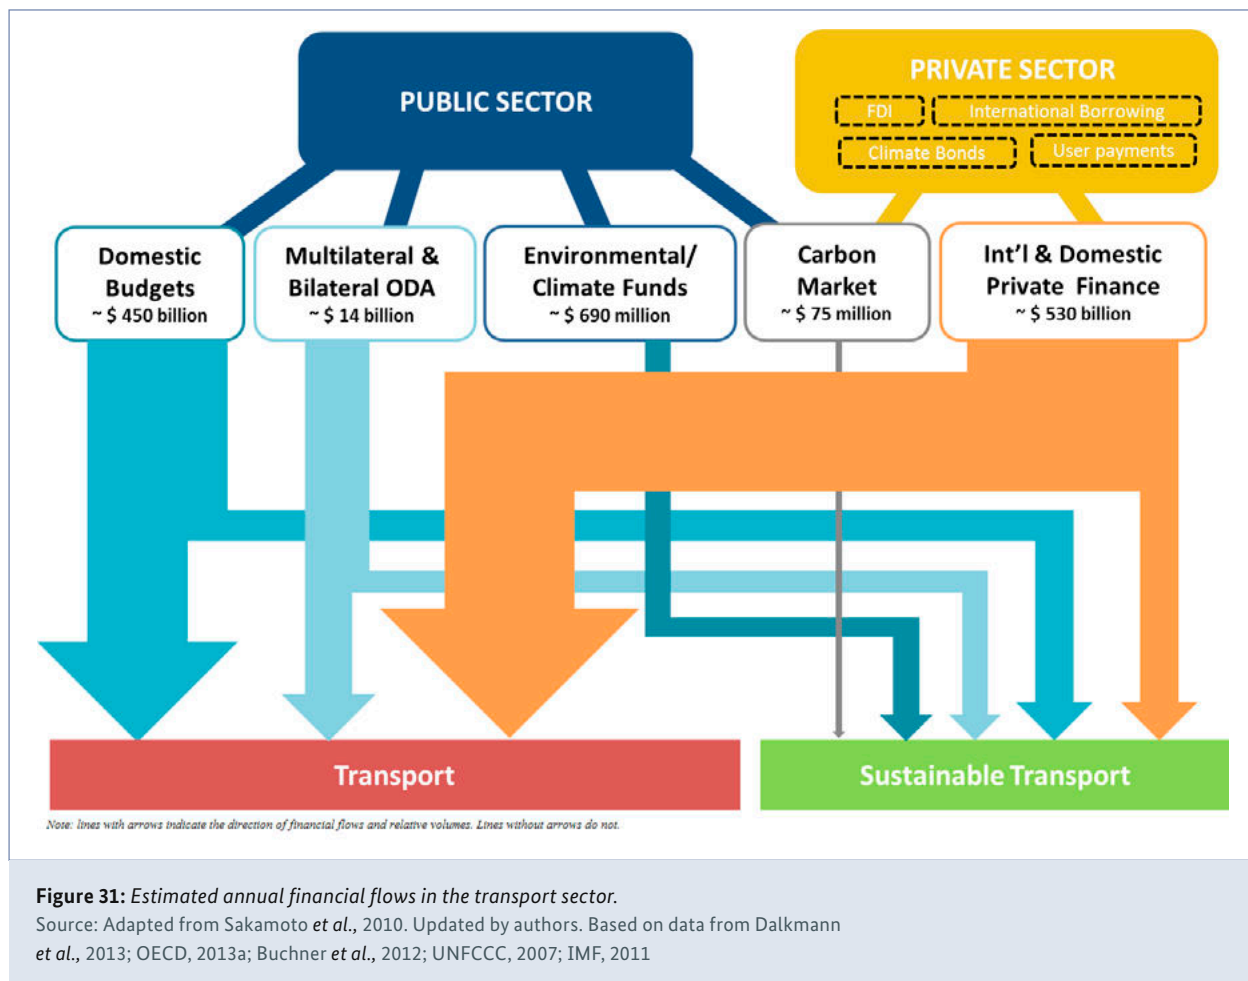 PUBLIC SECTOR
PRIVATE SECTOR
FDI
International Borrowing
Climate Bonds
User payments
Domestic
Budgets
~ $ 450 billion
Multilateral &
Bilateral ODA
~ $ 14 billion
Environmental/
Climate Funds
~ $ 690 million
Carbon
Market
~ $ 75 million
Int'l & Domestic
Private Finance
~ $ 530 billion
Transport
Sustainable Transport
Note: lines with arrows indicate the direction of financial flows and relative volumes. Lines without arrows do not.
Figure 31: Estimated annual financial flows in the transport sector.
Source: Adapted from Sakamoto et al., 2010. Updated by authors. Based on data from Dalkmann
et al., 2013; OECD, 2013a; Buchner et al., 2012; UNFCCC, 2007; IMF, 2011